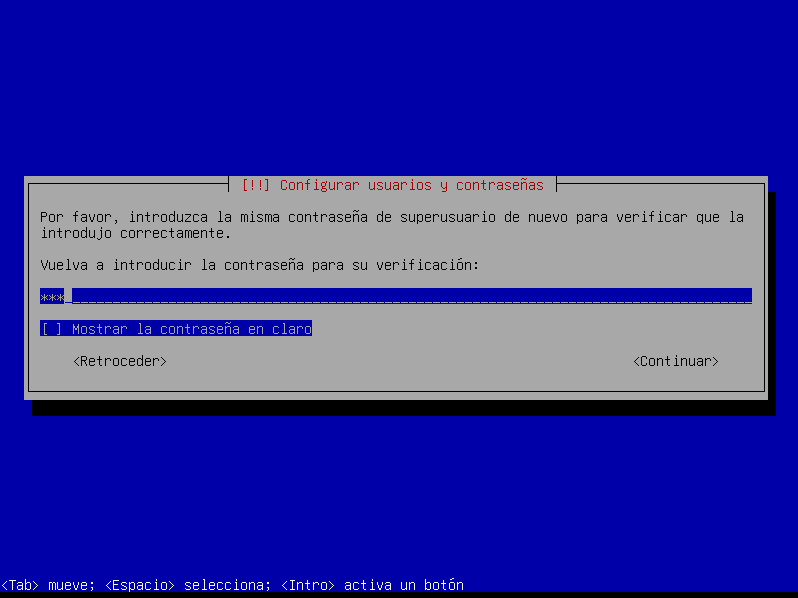 [!!] Configurar usuarios y contraseñas
Por favor, introduzca la misma contraseña de superusuario de nuevo para verificar que la
introdujo correctamente.
Vuelva a introducir la contraseña para su verificación:
***
[ ] Mostrar la contraseña en claro
<Retroceder> <Continuar>
<Tab> mueve; <Espacio> selecciona; <Intro> activa un botón